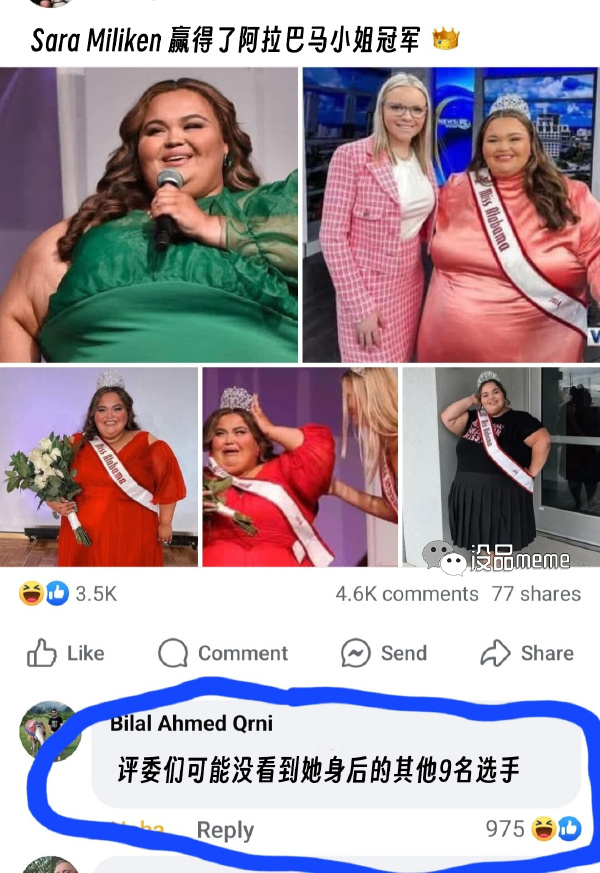 Sara Miliken 赢得了阿拉巴马小姐冠军
NEWS 5
Miss Alabama
Miss Alabama
Miss Alabama
没品meme
3.5K 4.6K comments 77 shares
Like Comment Send Share
Bilal Ahmed Qrni
评委们可能没看到她身后的其他9名选手
Reply 975